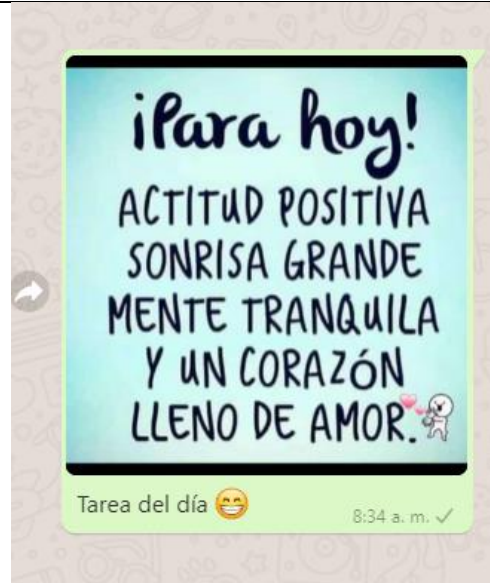 ¡Para hoy!
ACTITUD POSITIVA
SONRISA GRANDE
MENTE TRANQUILA
Y UN CORAZÓN
LLENO DE AMOR.
Tarea del día 😁
8:34 a. m.